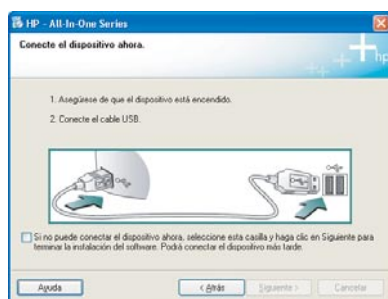 HP - All-In-One Series
Conecte el dispositivo ahora.
hp
1. Asegúrese de que el dispositivo está encendido.
2. Conecte el cable USB.
Si no puede conectar el dispositivo ahora, seleccione esta casilla y haga clic en Siguiente para
terminar la instalación del software. Podrá conectar el dispositivo más tarde.
Ayuda
< Atrás
Siguiente >
Cancelar